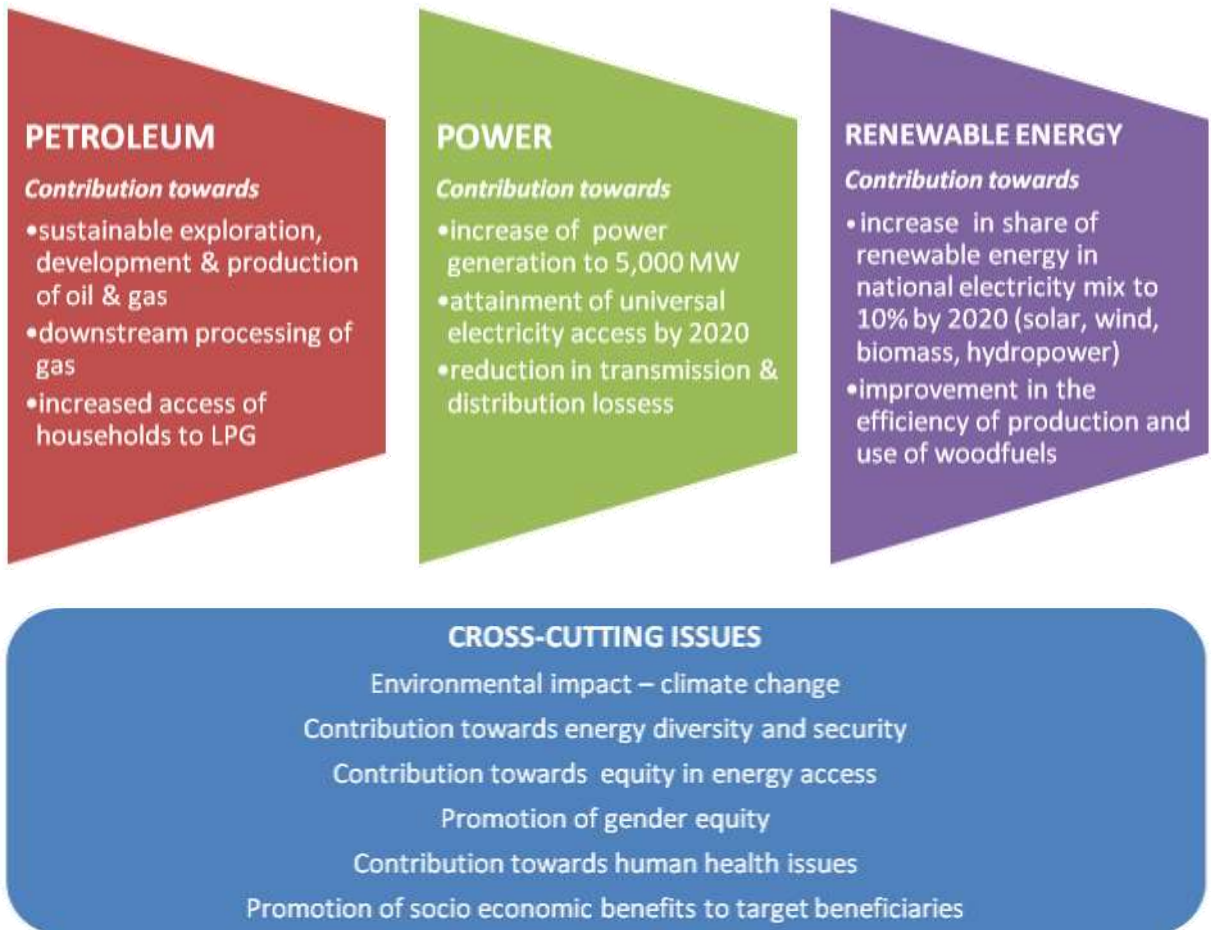 PETROLEUM
Contribution towards
•sustainable exploration,
development & production
of oil & gas
•downstream processing of
gas
•increased access of
households to LPG
POWER
Contribution towards
•increase of power
generation to 5,000 MW
•attainment of universal
electricity access by 2020
•reduction in transmission &
distribution lossess
RENEWABLE ENERGY
Contribution towards
•increase in share of
renewable energy in
national electricity mix to
10% by 2020 (solar, wind,
biomass, hydropower)
•improvement in the
efficiency of production and
use of woodfuels
CROSS-CUTTING ISSUES
Environmental impact – climate change
Contribution towards energy diversity and security
Contribution towards equity in energy access
Promotion of gender equity
Contribution towards human health issues
Promotion of socio economic benefits to target beneficiaries